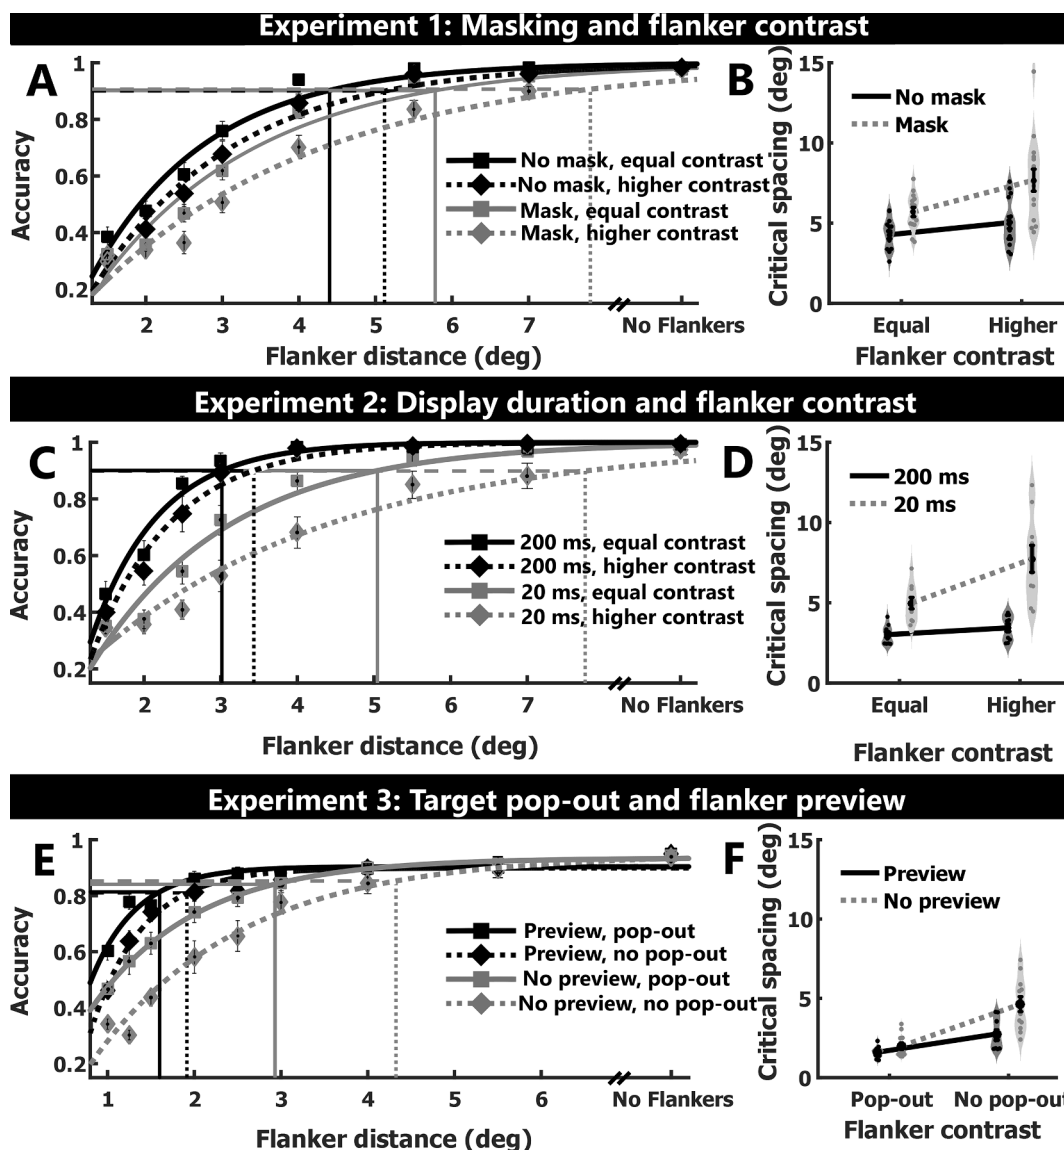 Experiment 1: Masking and flanker contrast
A
1
0.8
0.6
0.4
0.2
Accuracy
No mask, equal contrast
No mask, higher contrast
Mask, equal contrast
Mask, higher contrast
2 3 4 5 6 7 No Flankers
Flanker distance (deg)
B
15
10
5
0
Critical spacing (deg)
No mask
Mask
Equal Higher
Flanker contrast
Experiment 2: Display duration and flanker contrast
C
1
0.8
0.6
0.4
0.2
Accuracy
200 ms, equal contrast
200 ms, higher contrast
20 ms, equal contrast
20 ms, higher contrast
2 3 4 5 6 7 No Flankers
Flanker distance (deg)
D
15
10
5
0
Critical spacing (deg)
200 ms
20 ms
Equal Higher
Flanker contrast
Experiment 3: Target pop-out and flanker preview
E
1
0.8
0.6
0.4
0.2
Accuracy
Preview, pop-out
Preview, no pop-out
No preview, pop-out
No preview, no pop-out
1 2 3 4 5 6 No Flankers
Flanker distance (deg)
F
15
10
5
0
Critical spacing (deg)
Preview
No preview
Pop-out No pop-out
Flanker contrast